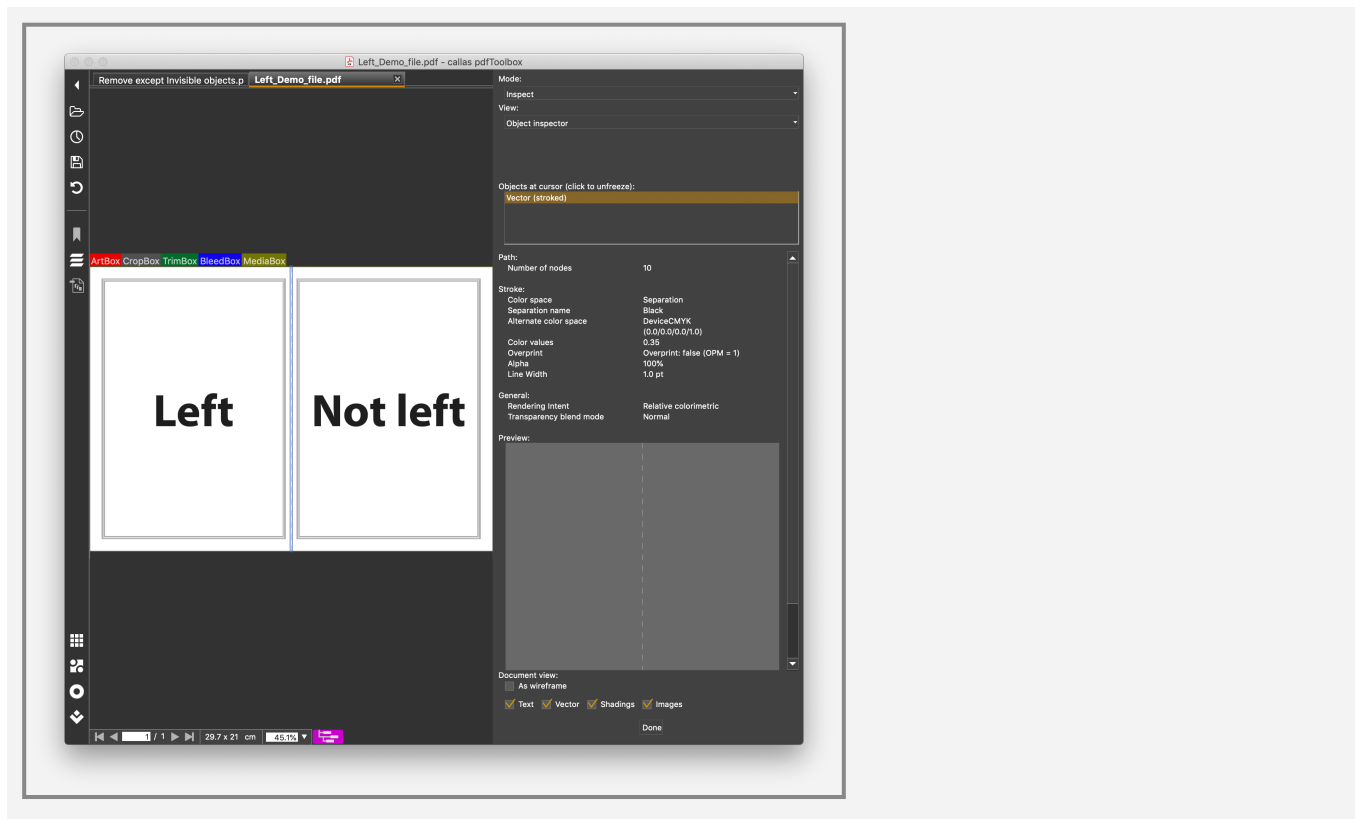 Left_Demo_file.pdf - callas pdfToolbox
Remove except Invisible objects.p
Left_Demo_file.pdf
Mode:
Inspect
View:
Object inspector
Objects at cursor (click to unfreeze):
Vector (stroked)
ArtBox CropBox TrimBox BleedBox MediaBox
Left
Not left
Path:
Number of nodes 10
Stroke:
Color space Separation
Separation name Black
Alternate color space DeviceCMYK
(0.0/0.0/0.0/1.0)
Color values 0.35
Overprint Overprint: false (OPM = 1)
Alpha 100%
Line Width 1.0 pt
General:
Rendering Intent Relative colorimetric
Transparency blend mode Normal
Preview:
Document view:
As wireframe
Text Vector Shadings Images
Done
1 / 1 29.7 x 21 cm 45.1%